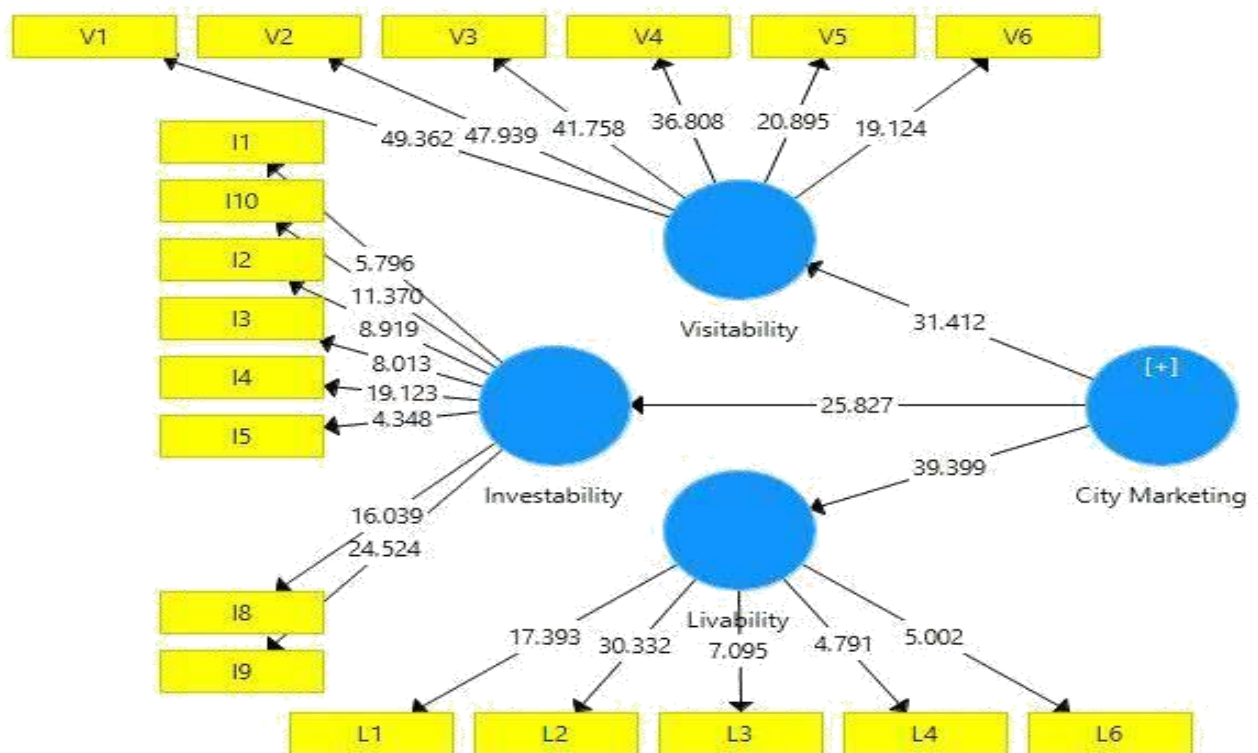 V1
V2
V3
V4
V5
V6
49.362
47.939
41.758
36.808
20.895
19.124
I1
I10
I2
I3
I4
I5
5.796
11.370
8.919
8.013
19.123
4.348
Visitability
31.412
[+]
25.827
39.399
Investability
City Marketing
16.039
24.524
I8
I9
Livability
17.393
30.332
7.095
4.791
5.002
L1
L2
L3
L4
L6